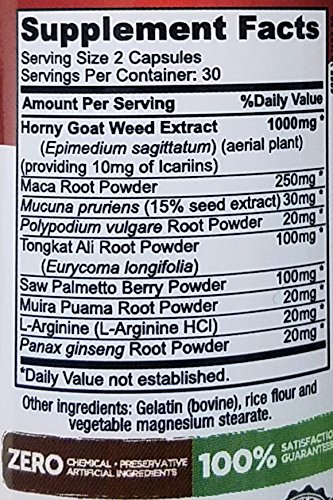 Supplement Facts
Serving Size 2 Capsules
Servings Per Container: 30
Amount Per Serving %Daily Value
Horny Goat Weed Extract 1000mg*
(Epimedium sagittatum) (aerial plant)
(providing 10mg of Icariins)
Maca Root Powder 250mg*
Mucuna pruriens (15% seed extract) 30mg*
Polypodium vulgare Root Powder 20mg*
Tongkat Ali Root Powder 100mg*
(Eurycoma longifolia)
Saw Palmetto Berry Powder 100mg*
Muira Puama Root Powder 20mg*
L-Arginine (L-Arginine HCl) 20mg*
Panax ginseng Root Powder 20mg*
*Daily Value not established.
Other ingredients: Gelatin (bovine), rice flour and
vegetable magnesium stearate.
ZERO CHEMICAL • PRESERVATIVE
ARTIFICIAL INGREDIENTS
100% SATISFACTION
GUARANTEE